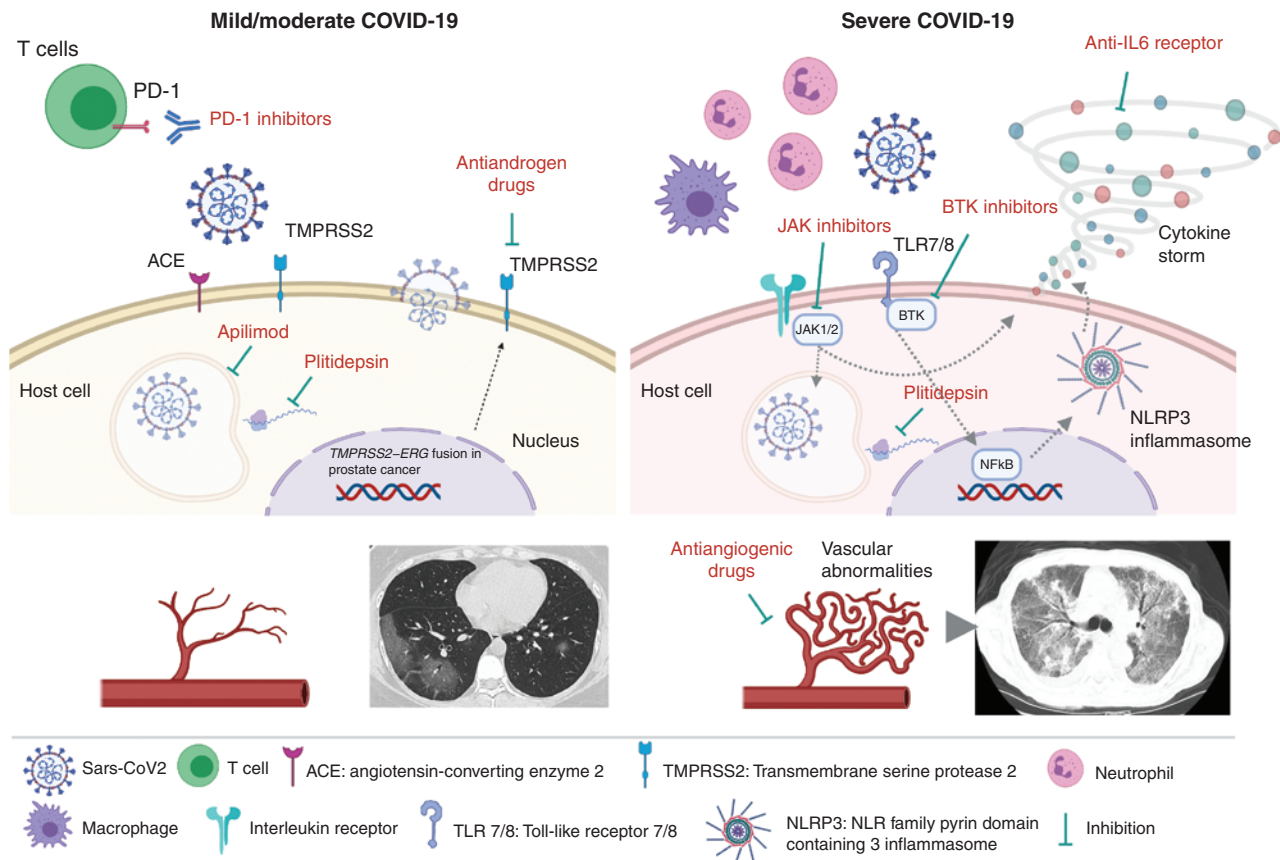 Mild/moderate COVID-19
T cells
PD-1
PD-1 inhibitors
Antiandrogen
drugs
TMPRSS2
ACE
TMPRSS2
Apilimod
Plitidepsin
Host cell
Nucleus
TMPRSS2–ERG fusion in
prostate cancer
Severe COVID-19
Anti-IL6 receptor
BTK inhibitors
JAK inhibitors
TLR7/8
Cytokine
storm
JAK1/2
BTK
Host cell
Plitidepsin
NLRP3
inflammasome
NFkB
Antiangiogenic
drugs
Vascular
abnormalities
Sars-CoV2
T cell
ACE: angiotensin-converting enzyme 2
TMPRSS2: Transmembrane serine protease 2
Neutrophil
Macrophage
Interleukin receptor
TLR 7/8: Toll-like receptor 7/8
NLRP3: NLR family pyrin domain
containing 3 inflammasome
Inhibition